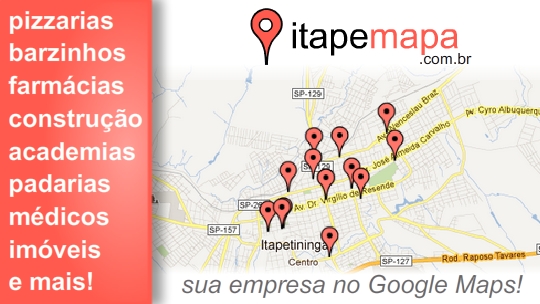 pizzarias
barzinhos
farmácias
construção
academias
padarias
médicos
imóveis
e mais!
itapemapa
.com.br
SP-129
Av. Venceslau Braz
Av. Cyro Albuquerque
José Almeida Carvalho
129
Av. Dr. Virgílio de Resende
SP-157
Itapetininga
Centro
SP-127
Rod. Raposo Tavares
sua empresa no Google Maps!